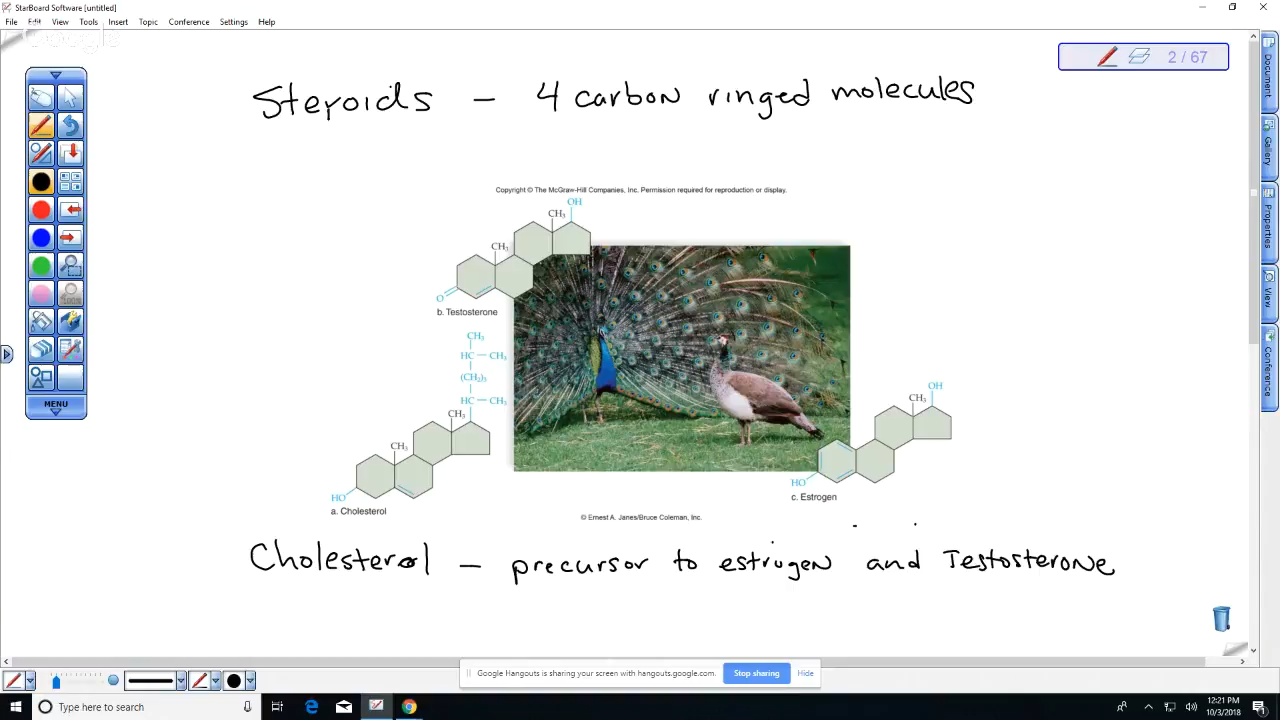 StarBoard Software [untitled]
File Edit View Tools Insert Topic Conference Settings Help
2 / 67
Steroids - 4 carbon ringed molecules
Copyright © The McGraw-Hill Companies, Inc. Permission required for reproduction or display.
OH
CH₃
CH₃
O
b. Testosterone
CH₃
HC — CH₃
(CH₂)₃
HC — CH₃
CH₃
CH₃
HO
a. Cholesterol
OH
CH₃
HO
c. Estrogen
© Ernest A. Janes/Bruce Coleman, Inc.
Cholesterol - precursor to estrogen and Testosterone
MENU
Document
Gallery
Properties
View
Conference
Google Hangouts is sharing your screen with hangouts.google.com. Stop sharing Hide
Type here to search
12:21 PM
10/3/2018